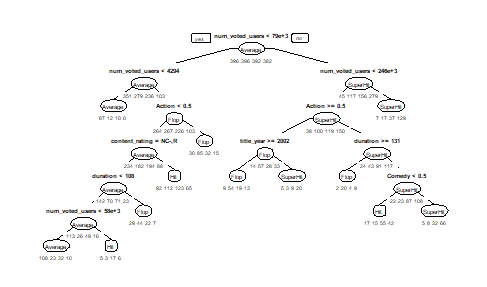 yes num_voted_users < 79e+3 no
Average
396 396 392 382
num_voted_users < 4294 num_voted_users < 246e+3
Average SuperHit
351 279 236 103 45 117 156 279
Average Action < 0.5 Action >= 0.5 SuperHit
87 12 10 0 Flop SuperHit 7 17 37 129
264 267 226 103 38 100 119 150
content_rating = NC-,R Flop title_year >= 2002 duration >= 131
Average 30 85 32 15 Flop SuperHit
234 182 194 88 14 57 28 33 24 43 91 117
duration < 108 Hit Flop SuperHit Flop Comedy < 0.5
Average 92 112 123 65 9 54 19 13 5 3 9 20 2 20 4 9 SuperHit
142 70 71 23 22 23 87 108
num_voted_users < 58e+3 Flop Hit SuperHit
Average 29 44 22 7 17 15 55 42 5 8 32 66
113 26 49 16
Average Hit
108 23 32 10 5 3 17 6